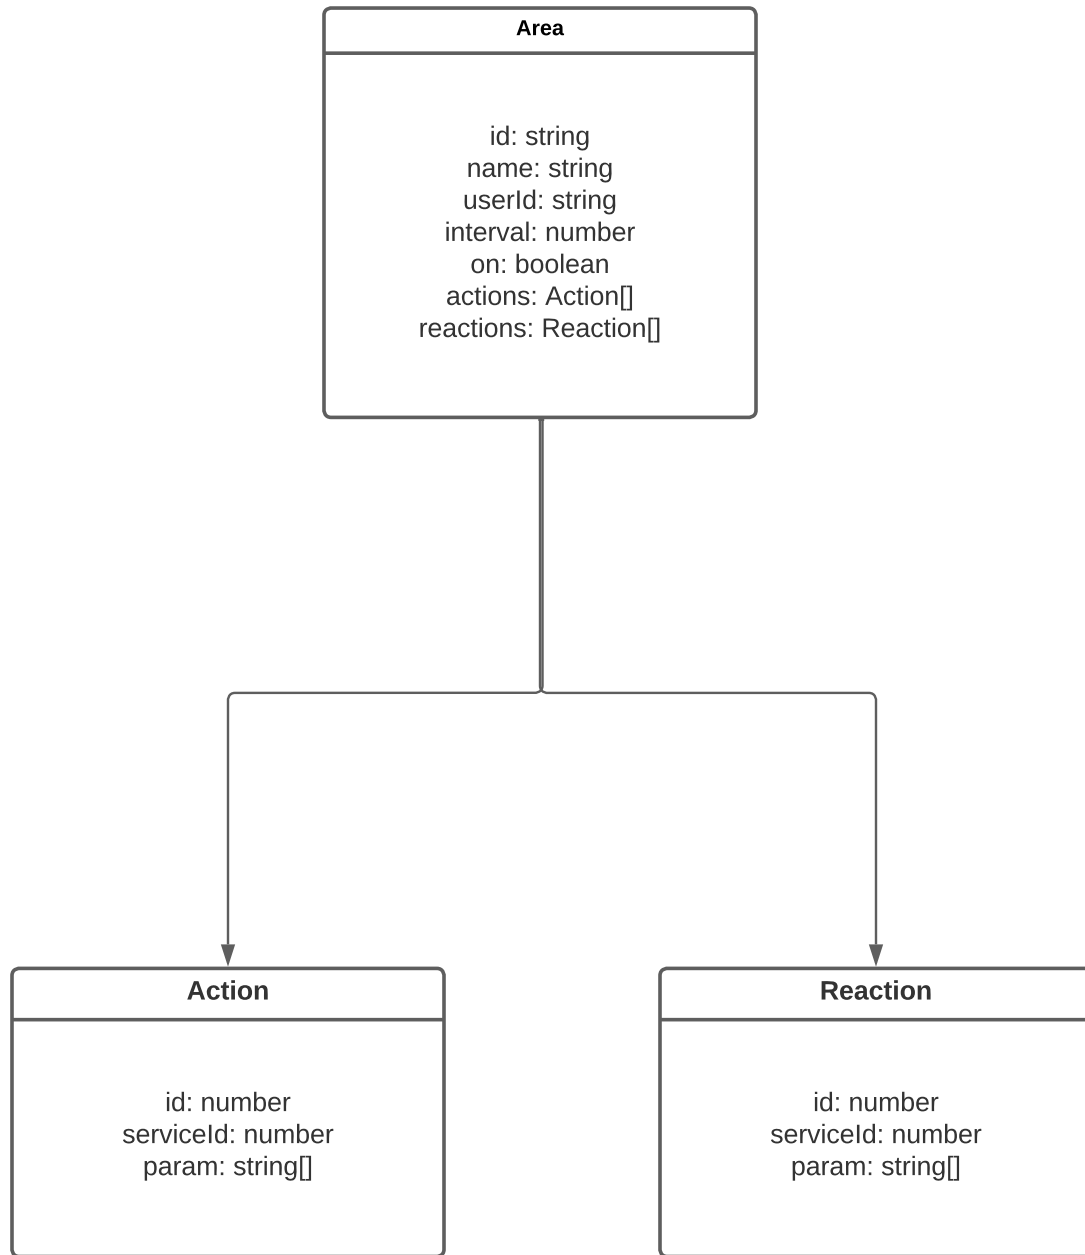 Area
id: string
name: string
userId: string
interval: number
on: boolean
actions: Action[]
reactions: Reaction[]
Action
id: number
serviceId: number
param: string[]
Reaction
id: number
serviceId: number
param: string[]